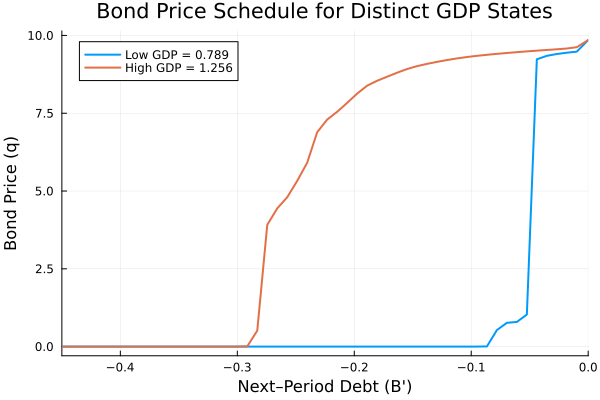 Bond Price Schedule for Distinct GDP States
Low GDP = 0.789
High GDP = 1.256
Bond Price (q)
10.0
7.5
5.0
2.5
0.0
−0.4
−0.3
−0.2
−0.1
0.0
Next–Period Debt (B')